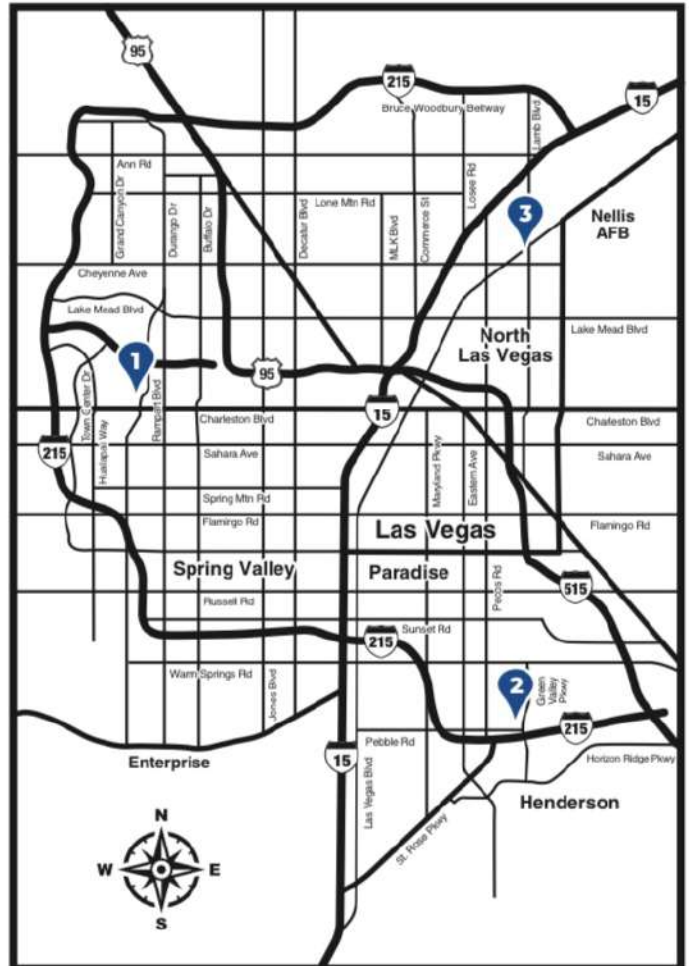 95
215
15
Bruce Woodbury Beltway
Lamb Blvd
Ann Rd
Grand Canyon Dr
Durango Dr
Buffalo Dr
Decatur Blvd
Lone Mtn Rd
MLK Blvd
Commerce St
Losee Rd
3
Nellis
AFB
Cheyenne Ave
Lake Mead Blvd
North
Las Vegas
Lake Mead Blvd
1
95
Town Center Dr
Hualapai Way
Rampart Blvd
15
Charleston Blvd
Charleston Blvd
215
Sahara Ave
Maryland Pkwy
Eastern Ave
Sahara Ave
Spring Mtn Rd
Flamingo Rd
Las Vegas
Flamingo Rd
Spring Valley
Paradise
Pecos Rd
515
Russell Rd
215
Sunset Rd
Warm Springs Rd
Jones Blvd
2
Green
Valley
Pkwy
215
Pebble Rd
15
Las Vegas Blvd
Horizon Ridge Pkwy
Enterprise
St. Rose Pkwy
Henderson
N
W
E
S